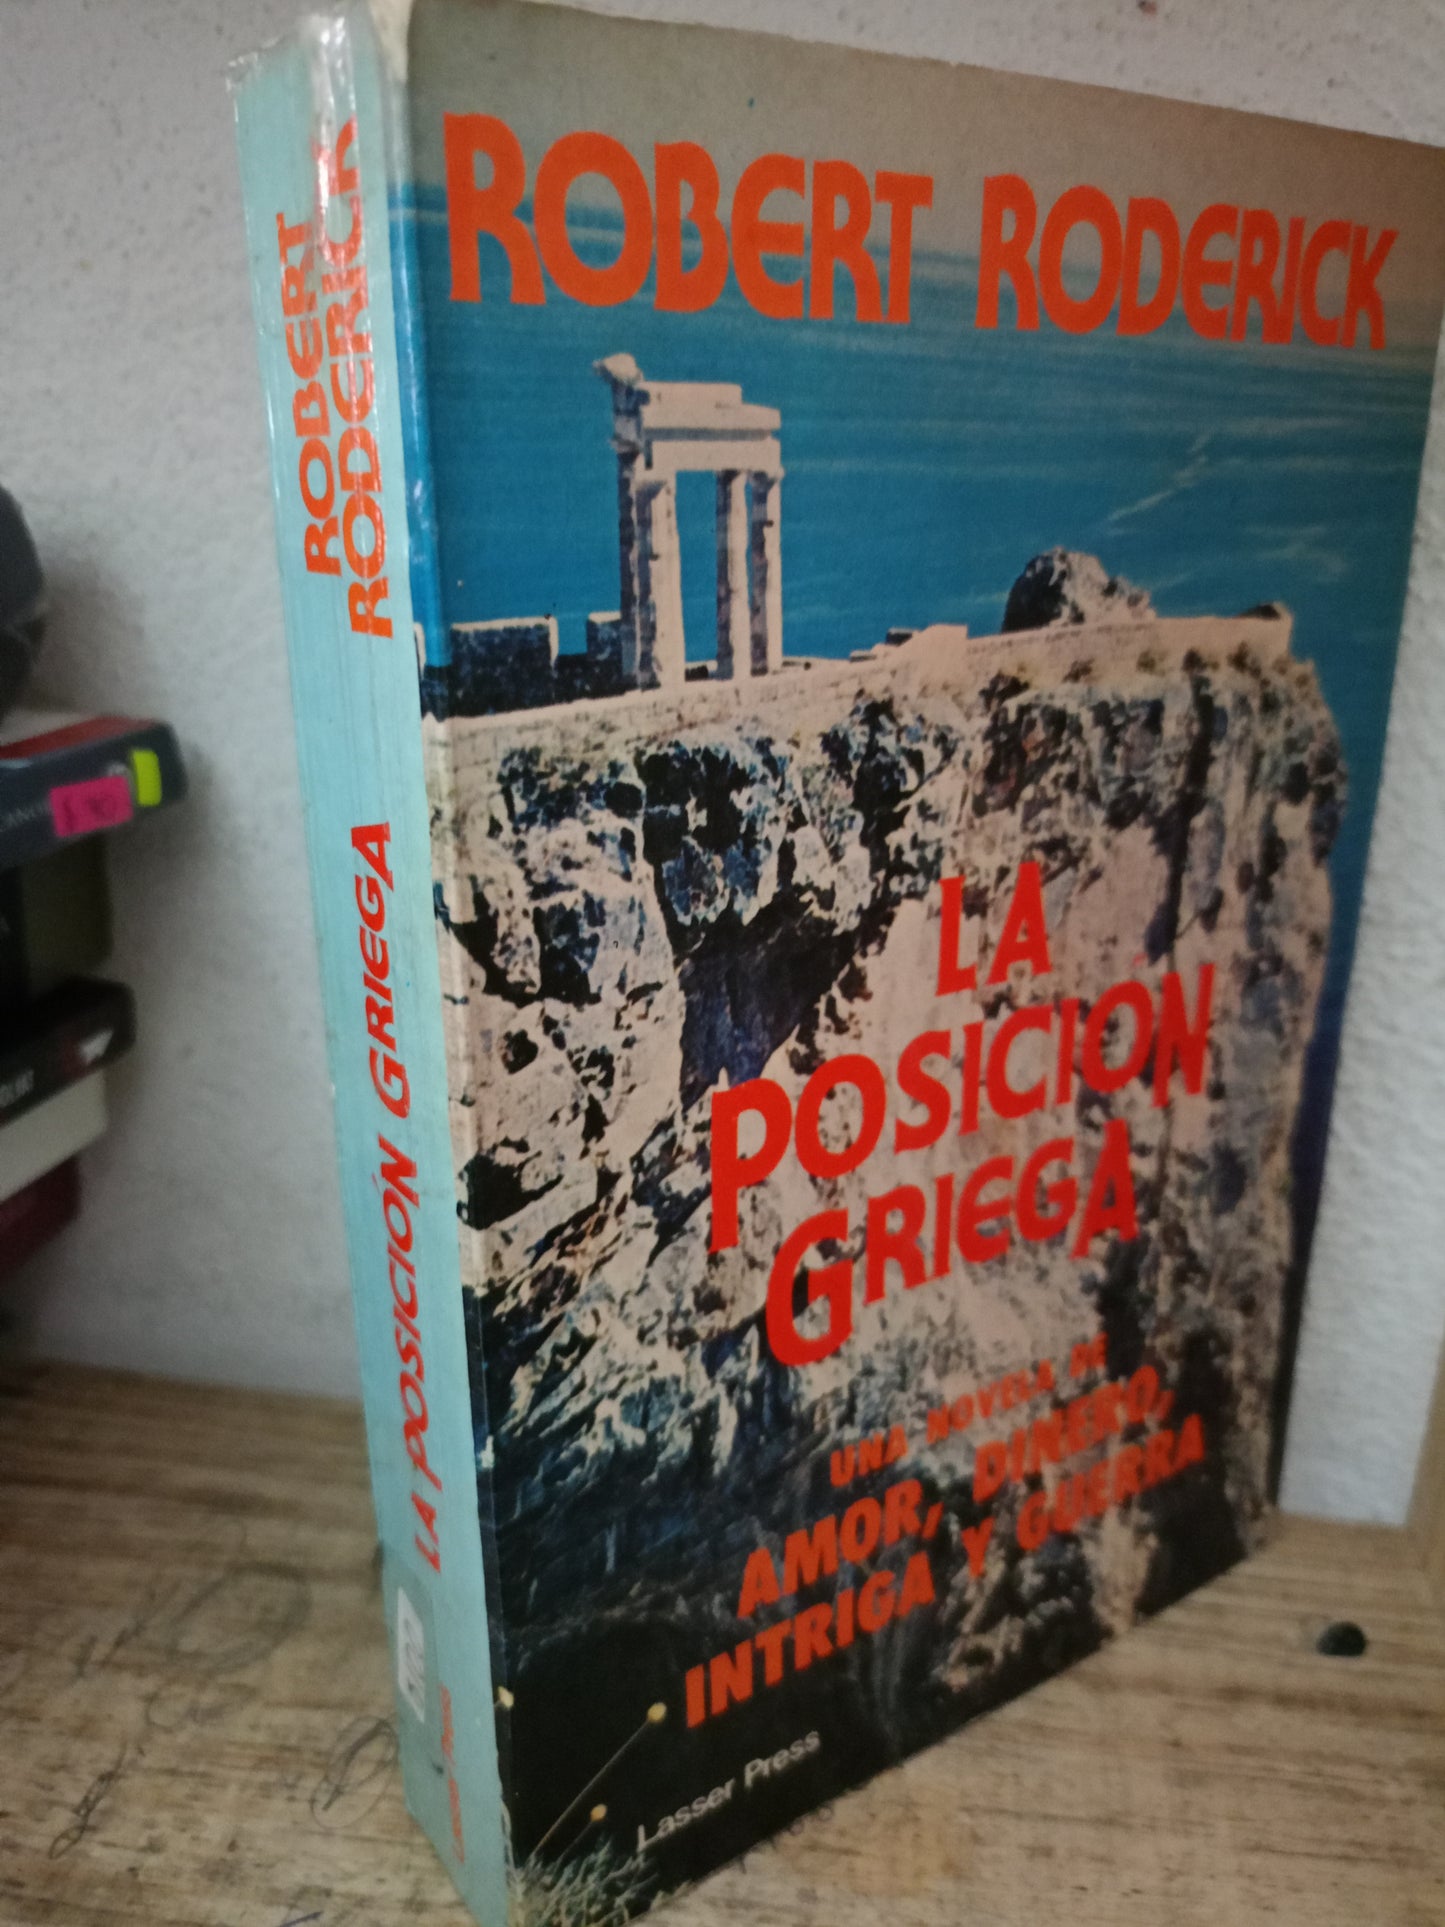 ROBERT RODERICK
LA
POSICIÓN
GRIEGA
UNA NOVELA DE
AMOR, DINERO,
INTRIGA Y GUERRA
Lasser Press
ROBERT
RODERICK
LA POSICIÓN GRIEGA